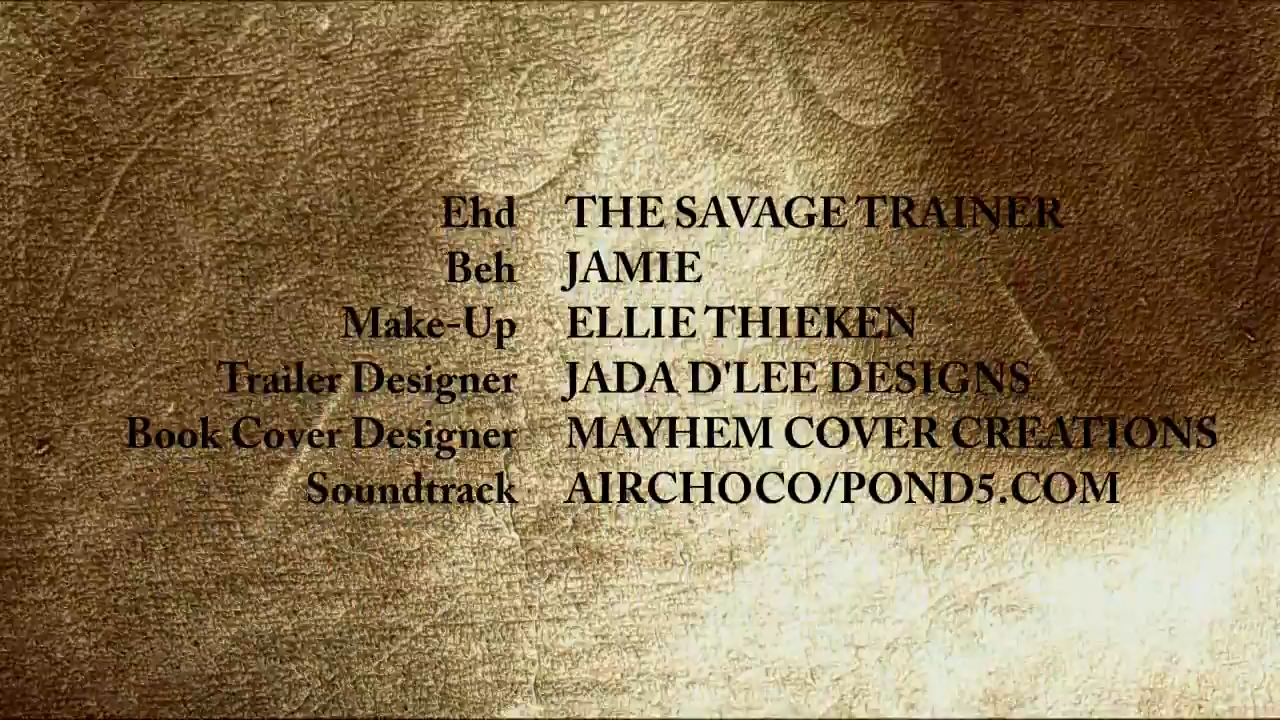 Ehd THE SAVAGE TRAINER
Beh JAMIE
Make-Up ELLIE THIEKEN
Trailer Designer JADA D'LEE DESIGNS
Book Cover Designer MAYHEM COVER CREATIONS
Soundtrack AIRCHOCO/POND5.COM